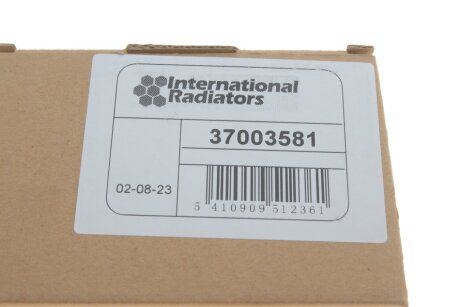 International
Radiators
37003581
02-08-23
5 410909 512361